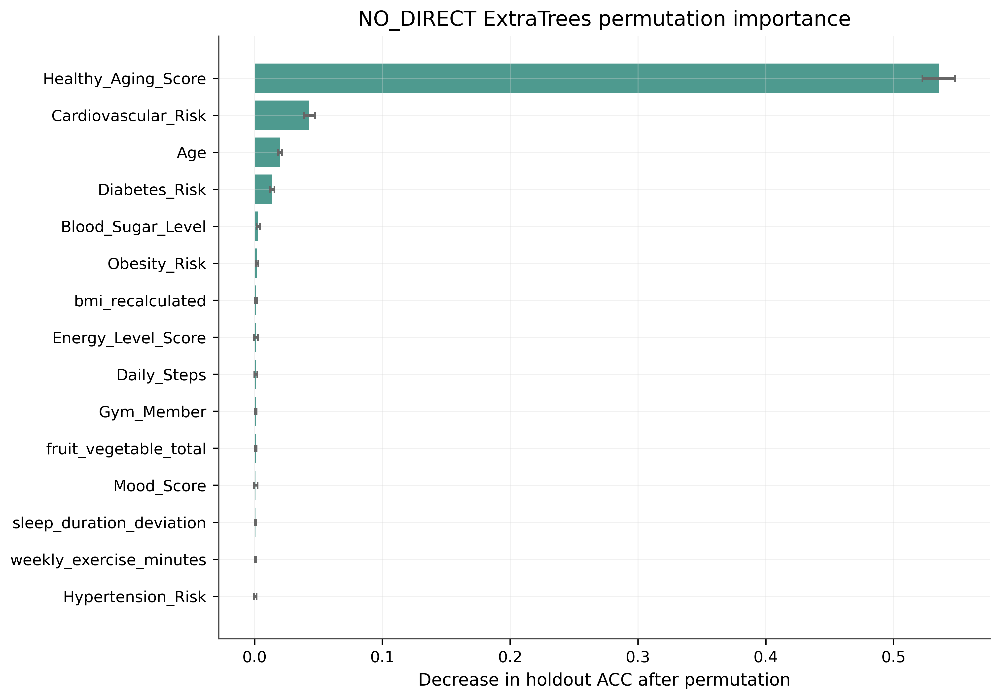 NO_DIRECT ExtraTrees permutation importance
Healthy_Aging_Score
Cardiovascular_Risk
Age
Diabetes_Risk
Blood_Sugar_Level
Obesity_Risk
bmi_recalculated
Energy_Level_Score
Daily_Steps
Gym_Member
fruit_vegetable_total
Mood_Score
sleep_duration_deviation
weekly_exercise_minutes
Hypertension_Risk
0.0 0.1 0.2 0.3 0.4 0.5
Decrease in holdout ACC after permutation